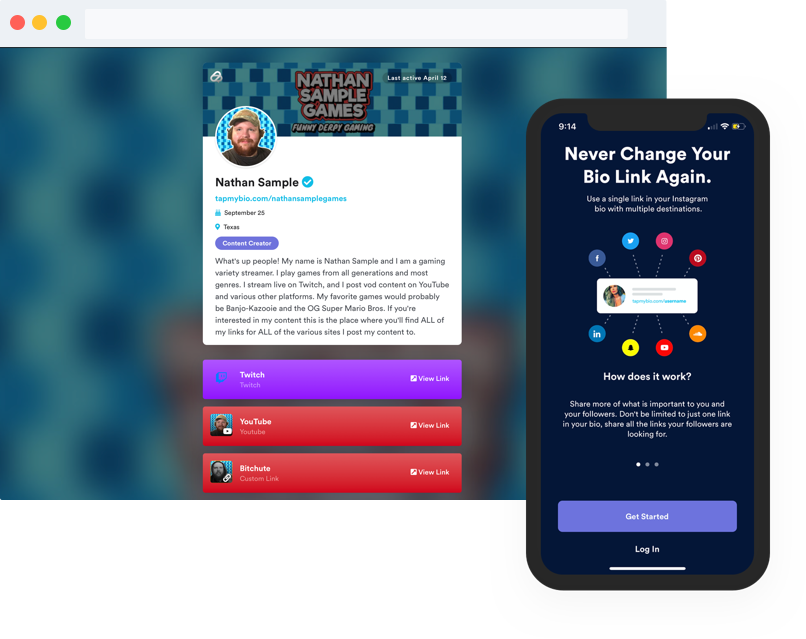 NATHAN
SAMPLE
GAMES
FUNNY DERPY GAMING
Last active April 12
Nathan Sample
tapmybio.com/nathansamplegames
September 25
Texas
Content Creator
What's up people! My name is Nathan Sample and I am a gaming
variety streamer. I play games from all generations and most
genres. I stream live on Twitch, and I post vod content on YouTube
and various other platforms. My favorite games would probably
be Banjo-Kazooie and the OG Super Mario Bros. If you're
interested in my content this is the place where you'll find ALL of
my links for ALL of the various sites I post my content to.
Twitch
Twitch
View Link
YouTube
Youtube
View Link
Bitchute
Custom Link
View Link
9:14
Never Change Your
Bio Link Again.
Use a single link in your Instagram
bio with multiple destinations.
tapmybio.com/username
How does it work?
Share more of what is important to you and
your followers. Don't be limited to just one link
in your bio, share all the links your followers are
looking for.
Get Started
Log In